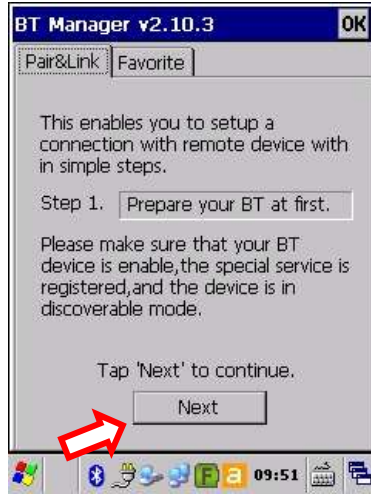 BT Manager v2.10.3 OK
Pair&Link Favorite
This enables you to setup a
connection with remote device with
in simple steps.
Step 1. Prepare your BT at first.
Please make sure that your BT
device is enable,the special service is
registered,and the device is in
discoverable mode.
Tap 'Next' to continue.
Next
F a 09:51